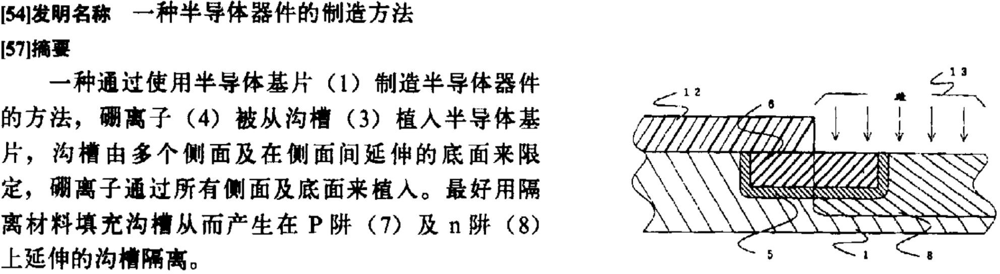 [54]发明名称 一种半导体器件的制造方法
[57]摘要
一种通过使用半导体基片（1）制造半导体器件
的方法，硼离子（4）被从沟槽（3）植入半导体基
片，沟槽由多个侧面及在侧面间延伸的底面来限
定，硼离子通过所有侧面及底面来植入。最好用隔
离材料填充沟槽从而产生在 P 阱（7）及 n 阱（8）
上延伸的沟槽隔离。
13
12
6
5
1
8